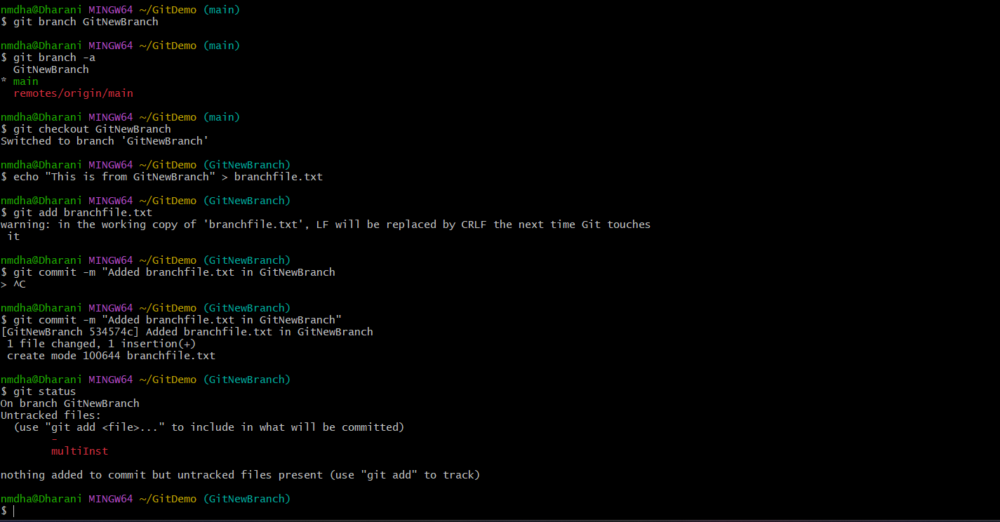 nmdha@Dharani MINGW64 ~/GitDemo (main)
$ git branch GitNewBranch
nmdha@Dharani MINGW64 ~/GitDemo (main)
$ git branch -a
  GitNewBranch
* main
  remotes/origin/main
nmdha@Dharani MINGW64 ~/GitDemo (main)
$ git checkout GitNewBranch
Switched to branch 'GitNewBranch'
nmdha@Dharani MINGW64 ~/GitDemo (GitNewBranch)
$ echo "This is from GitNewBranch" > branchfile.txt
nmdha@Dharani MINGW64 ~/GitDemo (GitNewBranch)
$ git add branchfile.txt
warning: in the working copy of 'branchfile.txt', LF will be replaced by CRLF the next time Git touches
 it
nmdha@Dharani MINGW64 ~/GitDemo (GitNewBranch)
$ git commit -m "Added branchfile.txt in GitNewBranch
> ^C
nmdha@Dharani MINGW64 ~/GitDemo (GitNewBranch)
$ git commit -m "Added branchfile.txt in GitNewBranch"
[GitNewBranch 534574c] Added branchfile.txt in GitNewBranch
 1 file changed, 1 insertion(+)
 create mode 100644 branchfile.txt
nmdha@Dharani MINGW64 ~/GitDemo (GitNewBranch)
$ git status
On branch GitNewBranch
Untracked files:
  (use "git add <file>..." to include in what will be committed)
        -
        multiInst
nothing added to commit but untracked files present (use "git add" to track)
nmdha@Dharani MINGW64 ~/GitDemo (GitNewBranch)
$